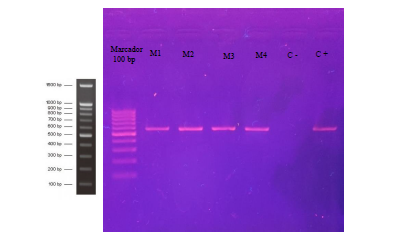 Marcador
100 bp
M1
M2
M3
M4
C -
C +
1500 bp
1000 bp
900 bp
800 bp
700 bp
600 bp
500 bp
400 bp
300 bp
200 bp
100 bp